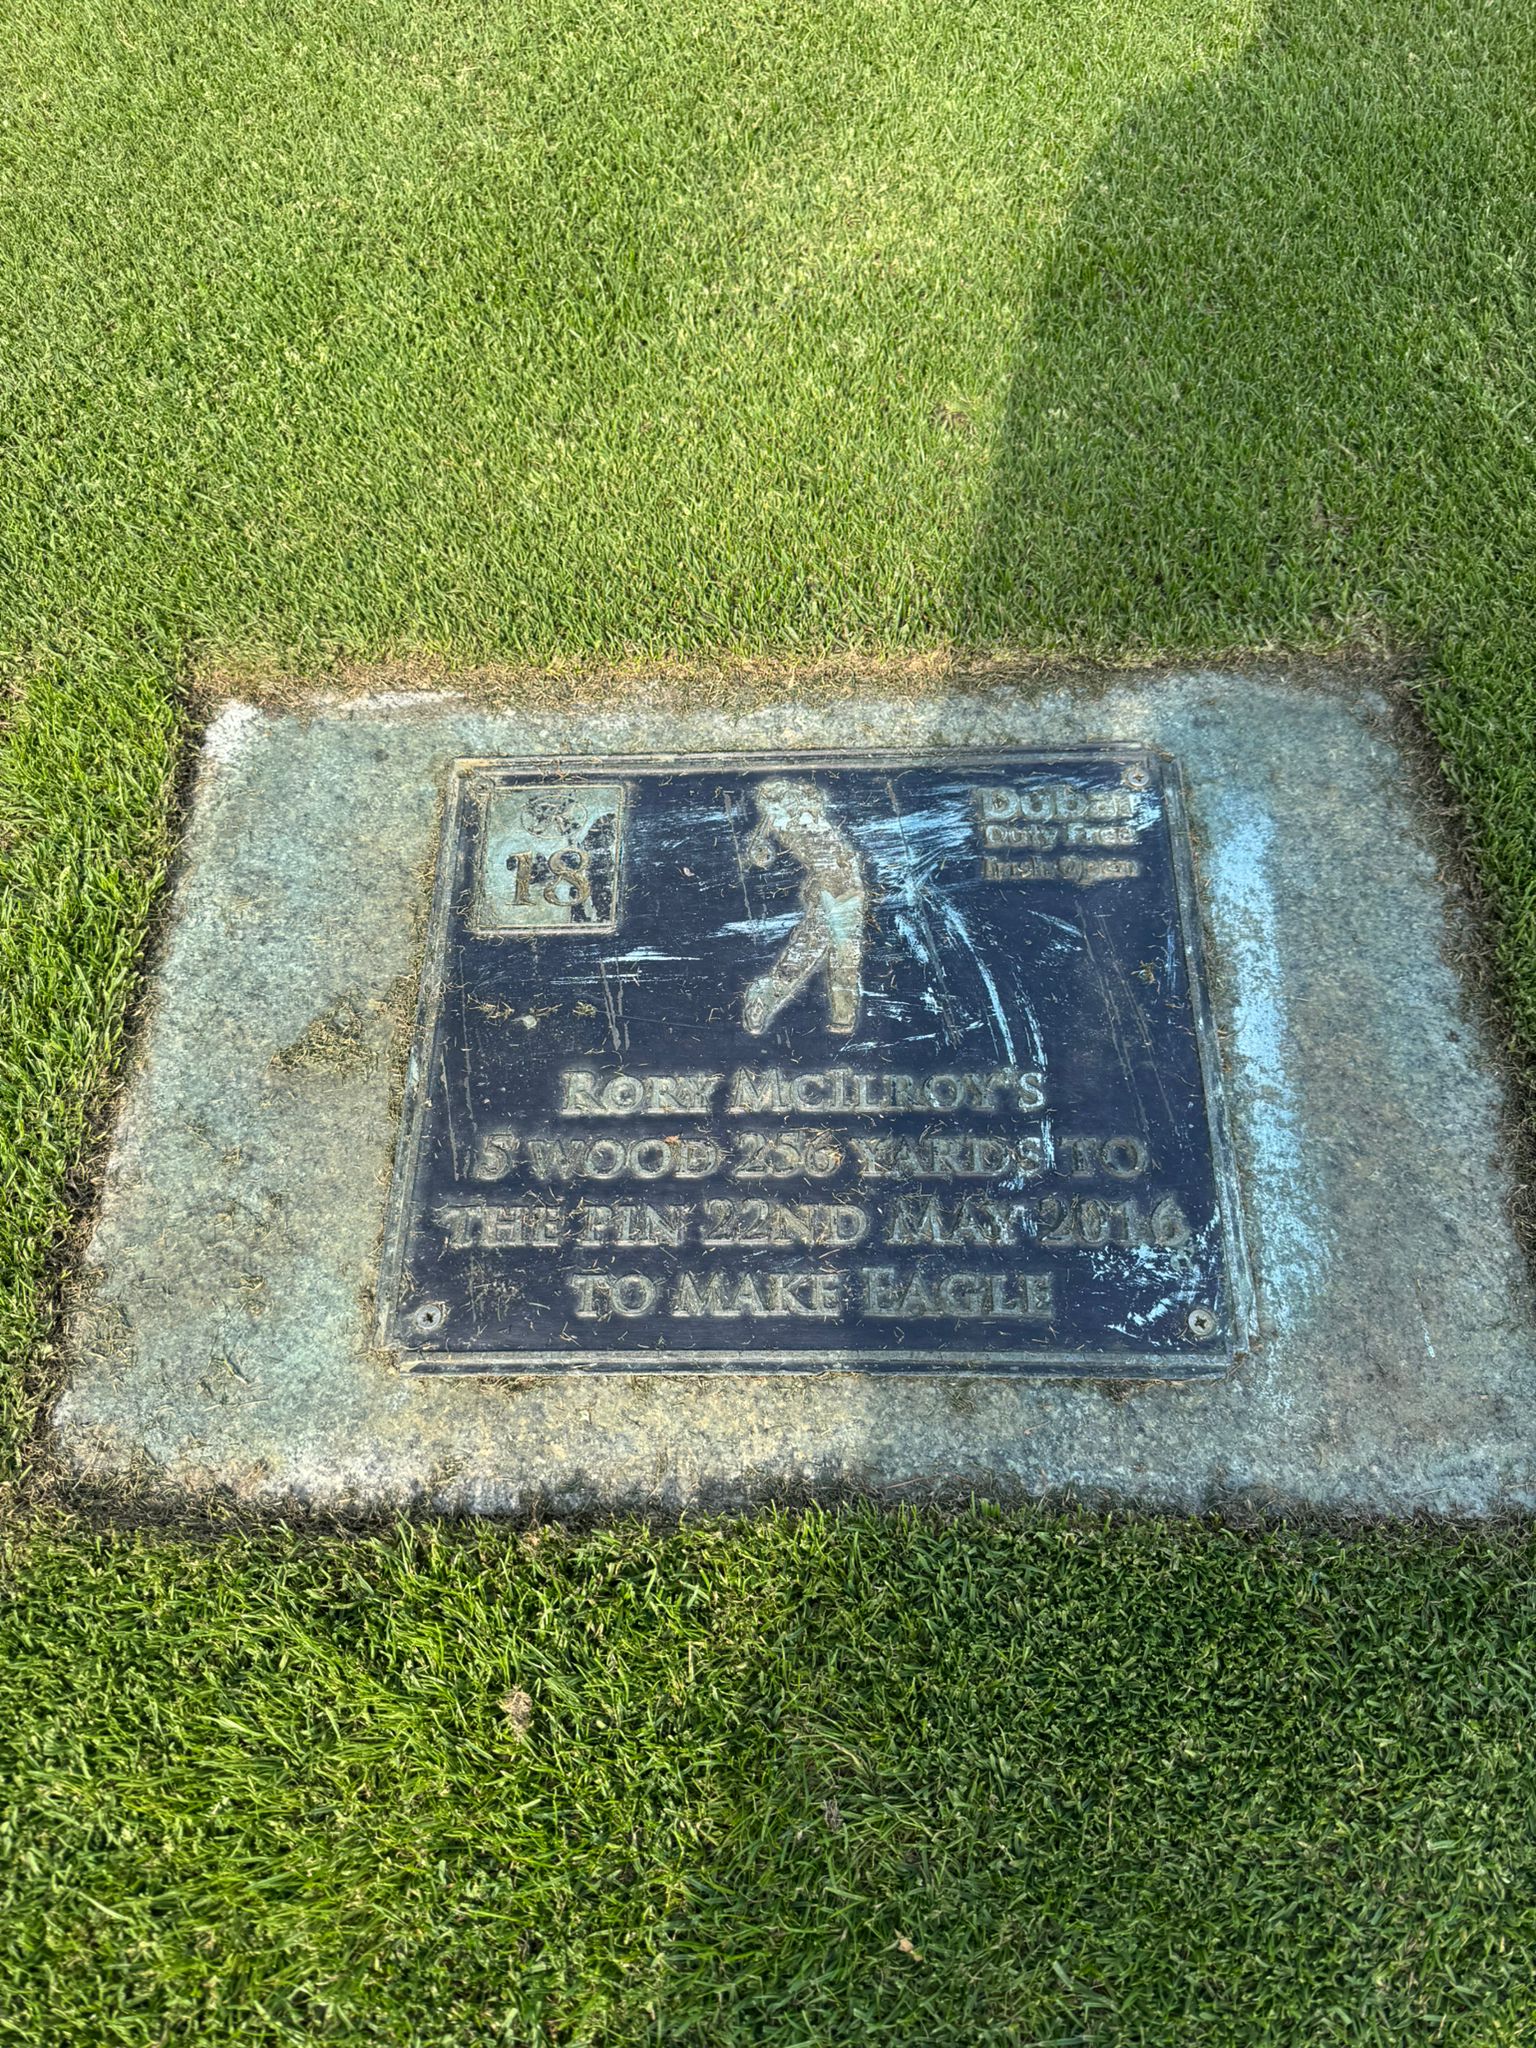 18
Dubai
Duty Free
Irish Open
RORY MCILROY'S
5 WOOD 256 YARDS TO
THE PIN 22ND MAY 2016
TO MAKE EAGLE